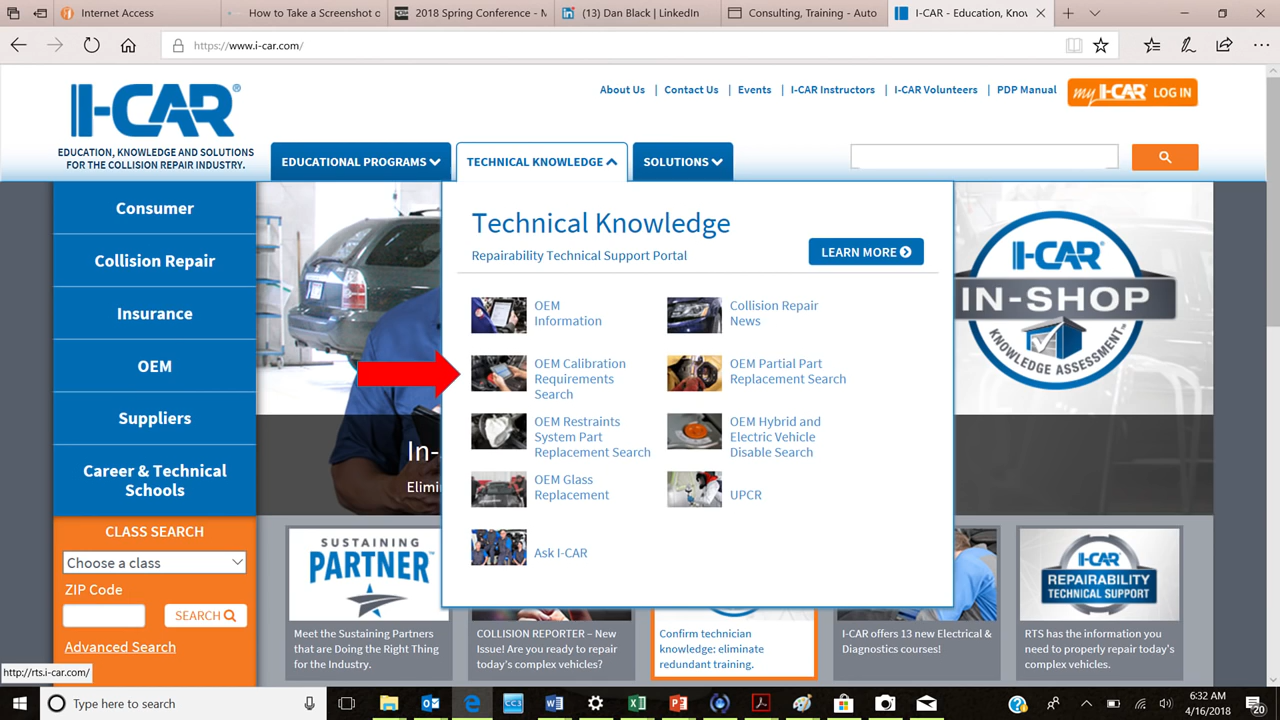 Internet Access
How to Take a Screenshot o
2018 Spring Conference - M
(13) Dan Black | LinkedIn
Consulting, Training - Auto
I-CAR - Education, Knov
https://www.i-car.com/
About Us | Contact Us | Events | I-CAR Instructors | I-CAR Volunteers | PDP Manual
my I-CAR LOG IN
I-CAR®
EDUCATION, KNOWLEDGE AND SOLUTIONS
FOR THE COLLISION REPAIR INDUSTRY.
EDUCATIONAL PROGRAMS
TECHNICAL KNOWLEDGE
SOLUTIONS
Consumer
Collision Repair
Insurance
OEM
Suppliers
Career & Technical
Schools
CLASS SEARCH
Choose a class
ZIP Code
SEARCH
Advanced Search
http://rts.i-car.com/
Technical Knowledge
Repairability Technical Support Portal
LEARN MORE
OEM
Information
Collision Repair
News
OEM Calibration
Requirements
Search
OEM Partial Part
Replacement Search
OEM Restraints
System Part
Replacement Search
OEM Hybrid and
Electric Vehicle
Disable Search
OEM Glass
Replacement
UPCR
Ask I-CAR
In-
Elimi
I-CAR®
IN-SHOP
KNOWLEDGE ASSESSMENT™
SUSTAINING
PARTNER™
Meet the Sustaining Partners
that are Doing the Right Thing
for the Industry.
COLLISION REPORTER – New
Issue! Are you ready to repair
today's complex vehicles?
Confirm technician
knowledge: eliminate
redundant training.
I-CAR offers 13 new Electrical &
Diagnostics courses!
I-CAR
REPAIRABILITY
TECHNICAL SUPPORT
RTS has the information you
need to properly repair today's
complex vehicles.
Type here to search
CC3
6:32 AM
4/16/2018
20